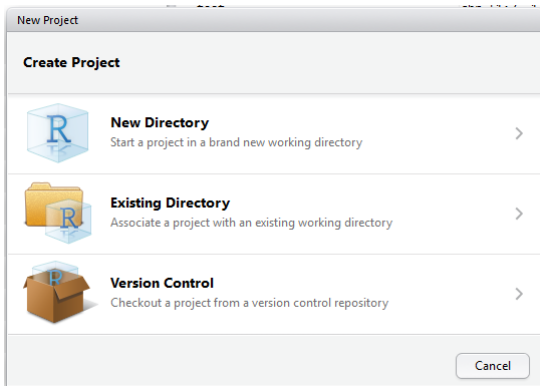 New Project
Create Project
New Directory
Start a project in a brand new working directory
Existing Directory
Associate a project with an existing working directory
Version Control
Checkout a project from a version control repository
Cancel